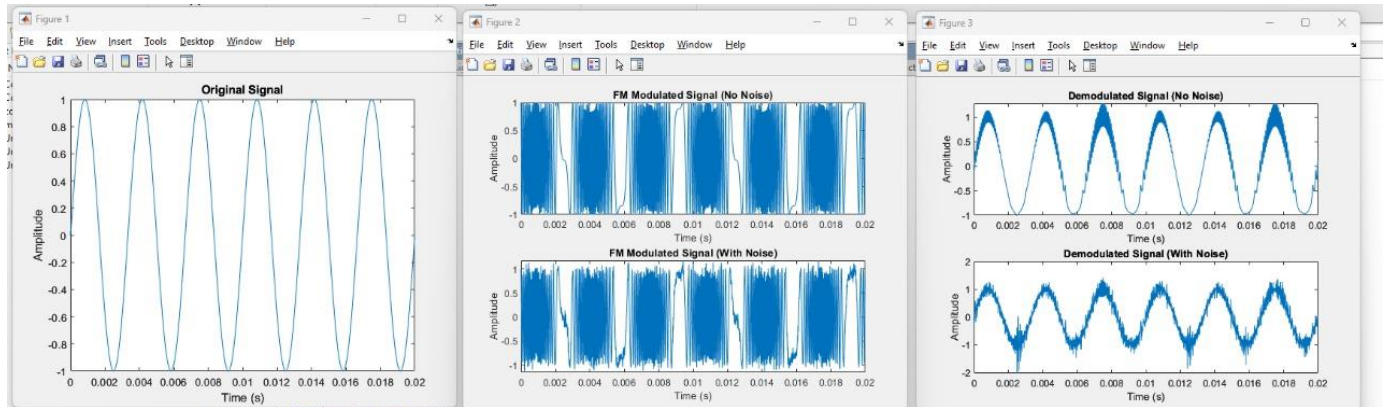 Figure 1
File Edit View Insert Tools Desktop Window Help
Original Signal
Amplitude
1
0.8
0.6
0.4
0.2
0
-0.2
-0.4
-0.6
-0.8
-1
0 0.002 0.004 0.006 0.008 0.01 0.012 0.014 0.016 0.018 0.02
Time (s)
Figure 2
File Edit View Insert Tools Desktop Window Help
FM Modulated Signal (No Noise)
Amplitude
1
0.5
0
-0.5
-1
0 0.002 0.004 0.006 0.008 0.01 0.012 0.014 0.016 0.018 0.02
Time (s)
FM Modulated Signal (With Noise)
Amplitude
1
0.5
0
-0.5
-1
0 0.002 0.004 0.006 0.008 0.01 0.012 0.014 0.016 0.018 0.02
Time (s)
Figure 3
File Edit View Insert Tools Desktop Window Help
Demodulated Signal (No Noise)
Amplitude
1
0.5
0
-0.5
-1
0 0.002 0.004 0.006 0.008 0.01 0.012 0.014 0.016 0.018 0.02
Time (s)
Demodulated Signal (With Noise)
Amplitude
2
1
0
-1
-2
0 0.002 0.004 0.006 0.008 0.01 0.012 0.014 0.016 0.018 0.02
Time (s)